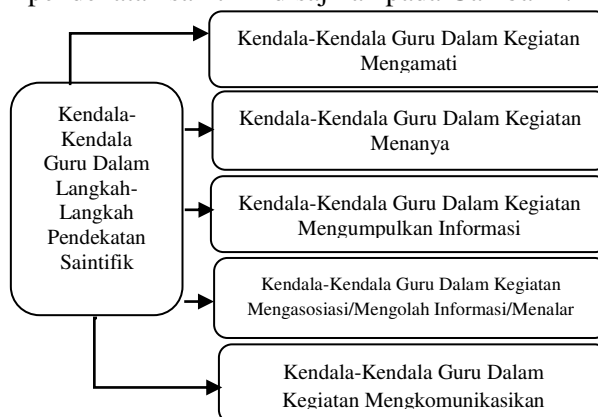 Kendala-Kendala Guru Dalam Kegiatan
Mengamati
Kendala-
Kendala
Guru Dalam
Langkah-
Langkah
Pendekatan
Saintifik
Kendala-Kendala Guru Dalam Kegiatan
Menanya
Kendala-Kendala Guru Dalam Kegiatan
Mengumpulkan Informasi
Kendala-Kendala Guru Dalam Kegiatan
Mengasosiasi/Mengolah Informasi/Menalar
Kendala-Kendala Guru Dalam
Kegiatan Mengkomunikasikan